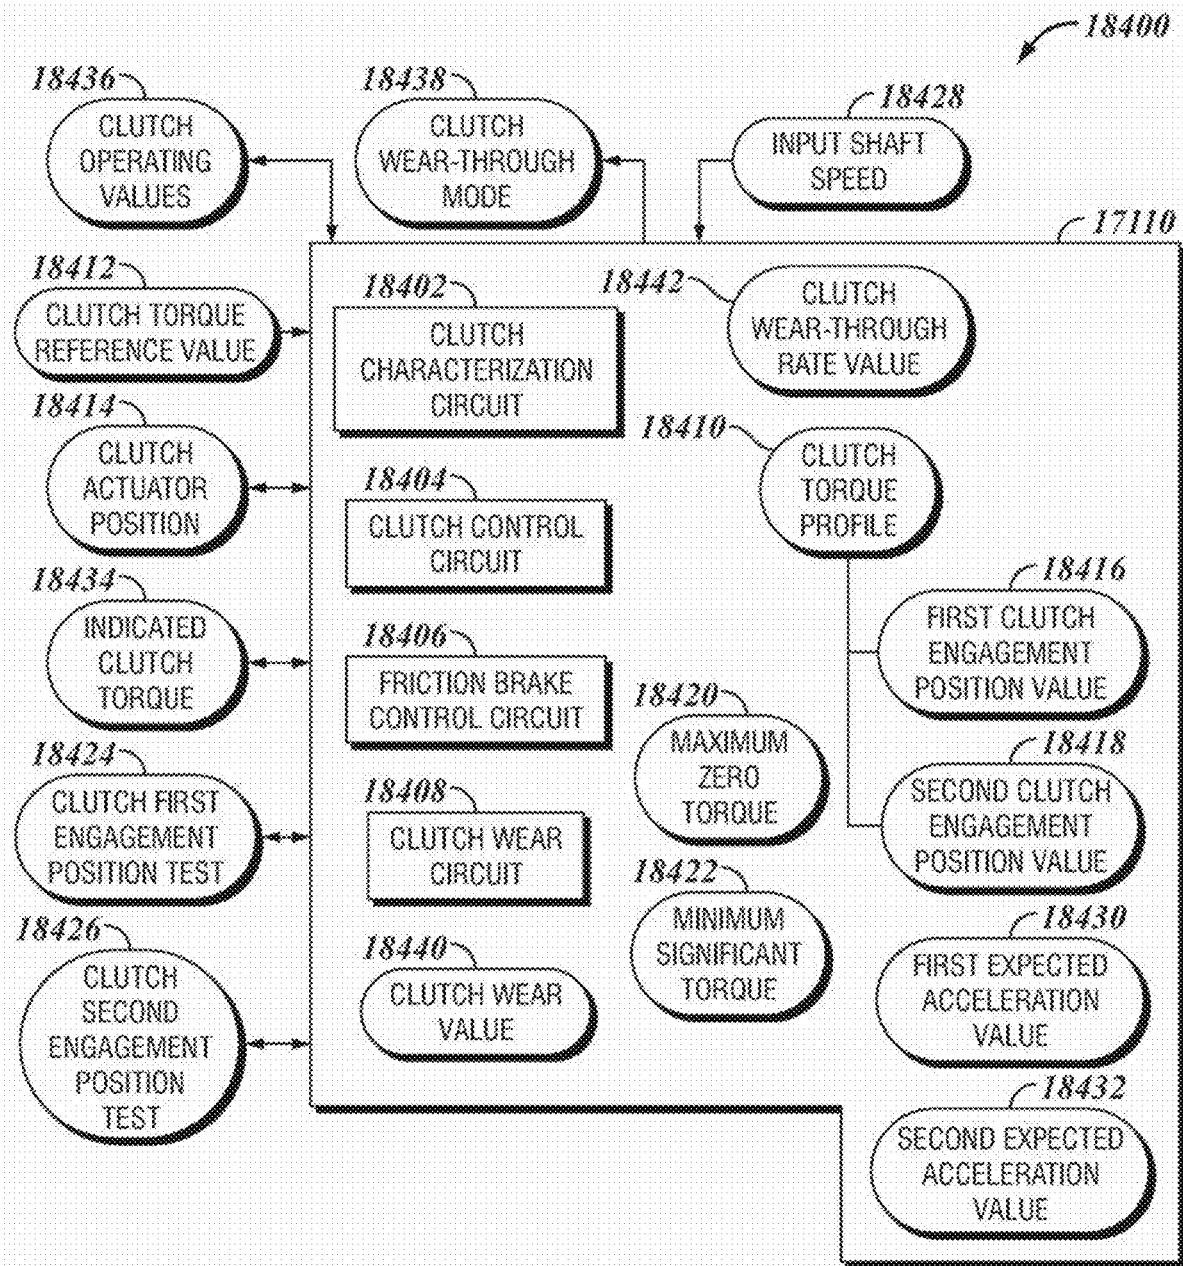 18400
18436
CLUTCH
OPERATING
VALUES
18438
CLUTCH
WEAR-THROUGH
MODE
18428
INPUT SHAFT
SPEED
17110
18412
CLUTCH TORQUE
REFERENCE VALUE
18402
CLUTCH
CHARACTERIZATION
CIRCUIT
18442
CLUTCH
WEAR-THROUGH
RATE VALUE
18414
CLUTCH
ACTUATOR
POSITION
18410
CLUTCH
TORQUE
PROFILE
18404
CLUTCH CONTROL
CIRCUIT
18434
INDICATED
CLUTCH
TORQUE
18416
FIRST CLUTCH
ENGAGEMENT
POSITION VALUE
18406
FRICTION BRAKE
CONTROL CIRCUIT
18420
MAXIMUM
ZERO
TORQUE
18424
CLUTCH FIRST
ENGAGEMENT
POSITION TEST
18418
SECOND CLUTCH
ENGAGEMENT
POSITION VALUE
18408
CLUTCH WEAR
CIRCUIT
18422
MINIMUM
SIGNIFICANT
TORQUE
18426
CLUTCH
SECOND
ENGAGEMENT
POSITION
TEST
18440
CLUTCH WEAR
VALUE
18430
FIRST EXPECTED
ACCELERATION
VALUE
18432
SECOND EXPECTED
ACCELERATION
VALUE